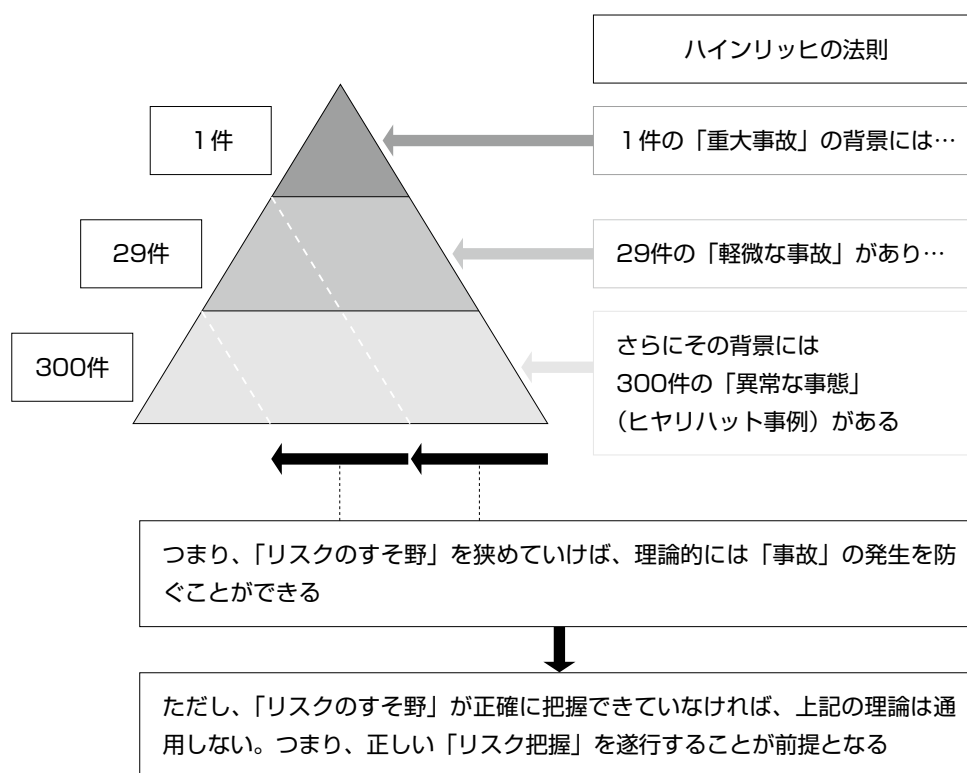 ハインリッヒの法則
1件
1件の「重大事故」の背景には…
29件
29件の「軽微な事故」があり…
300件
さらにその背景には
300件の「異常な事態」
（ヒヤリハット事例）がある
つまり、「リスクのすそ野」を狭めていけば、理論的には「事故」の発生を防
ぐことができる
ただし、「リスクのすそ野」が正確に把握できていなければ、上記の理論は通
用しない。つまり、正しい「リスク把握」を遂行することが前提となる